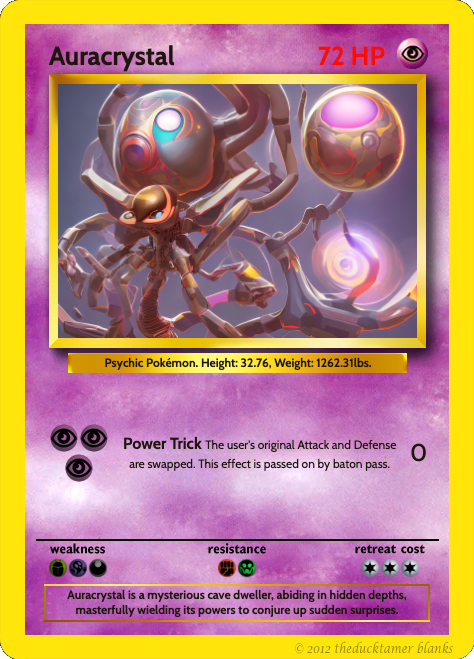 Auracrystal 72 HP
Psychic Pokémon. Height: 32.76, Weight: 1262.31lbs.
Power Trick The user's original Attack and Defense 0
are swapped. This effect is passed on by baton pass.
weakness resistance retreat cost
Auracrystal is a mysterious cave dweller, abiding in hidden depths,
masterfully wielding its powers to conjure up sudden surprises.
© 2012 theducktamer blanks